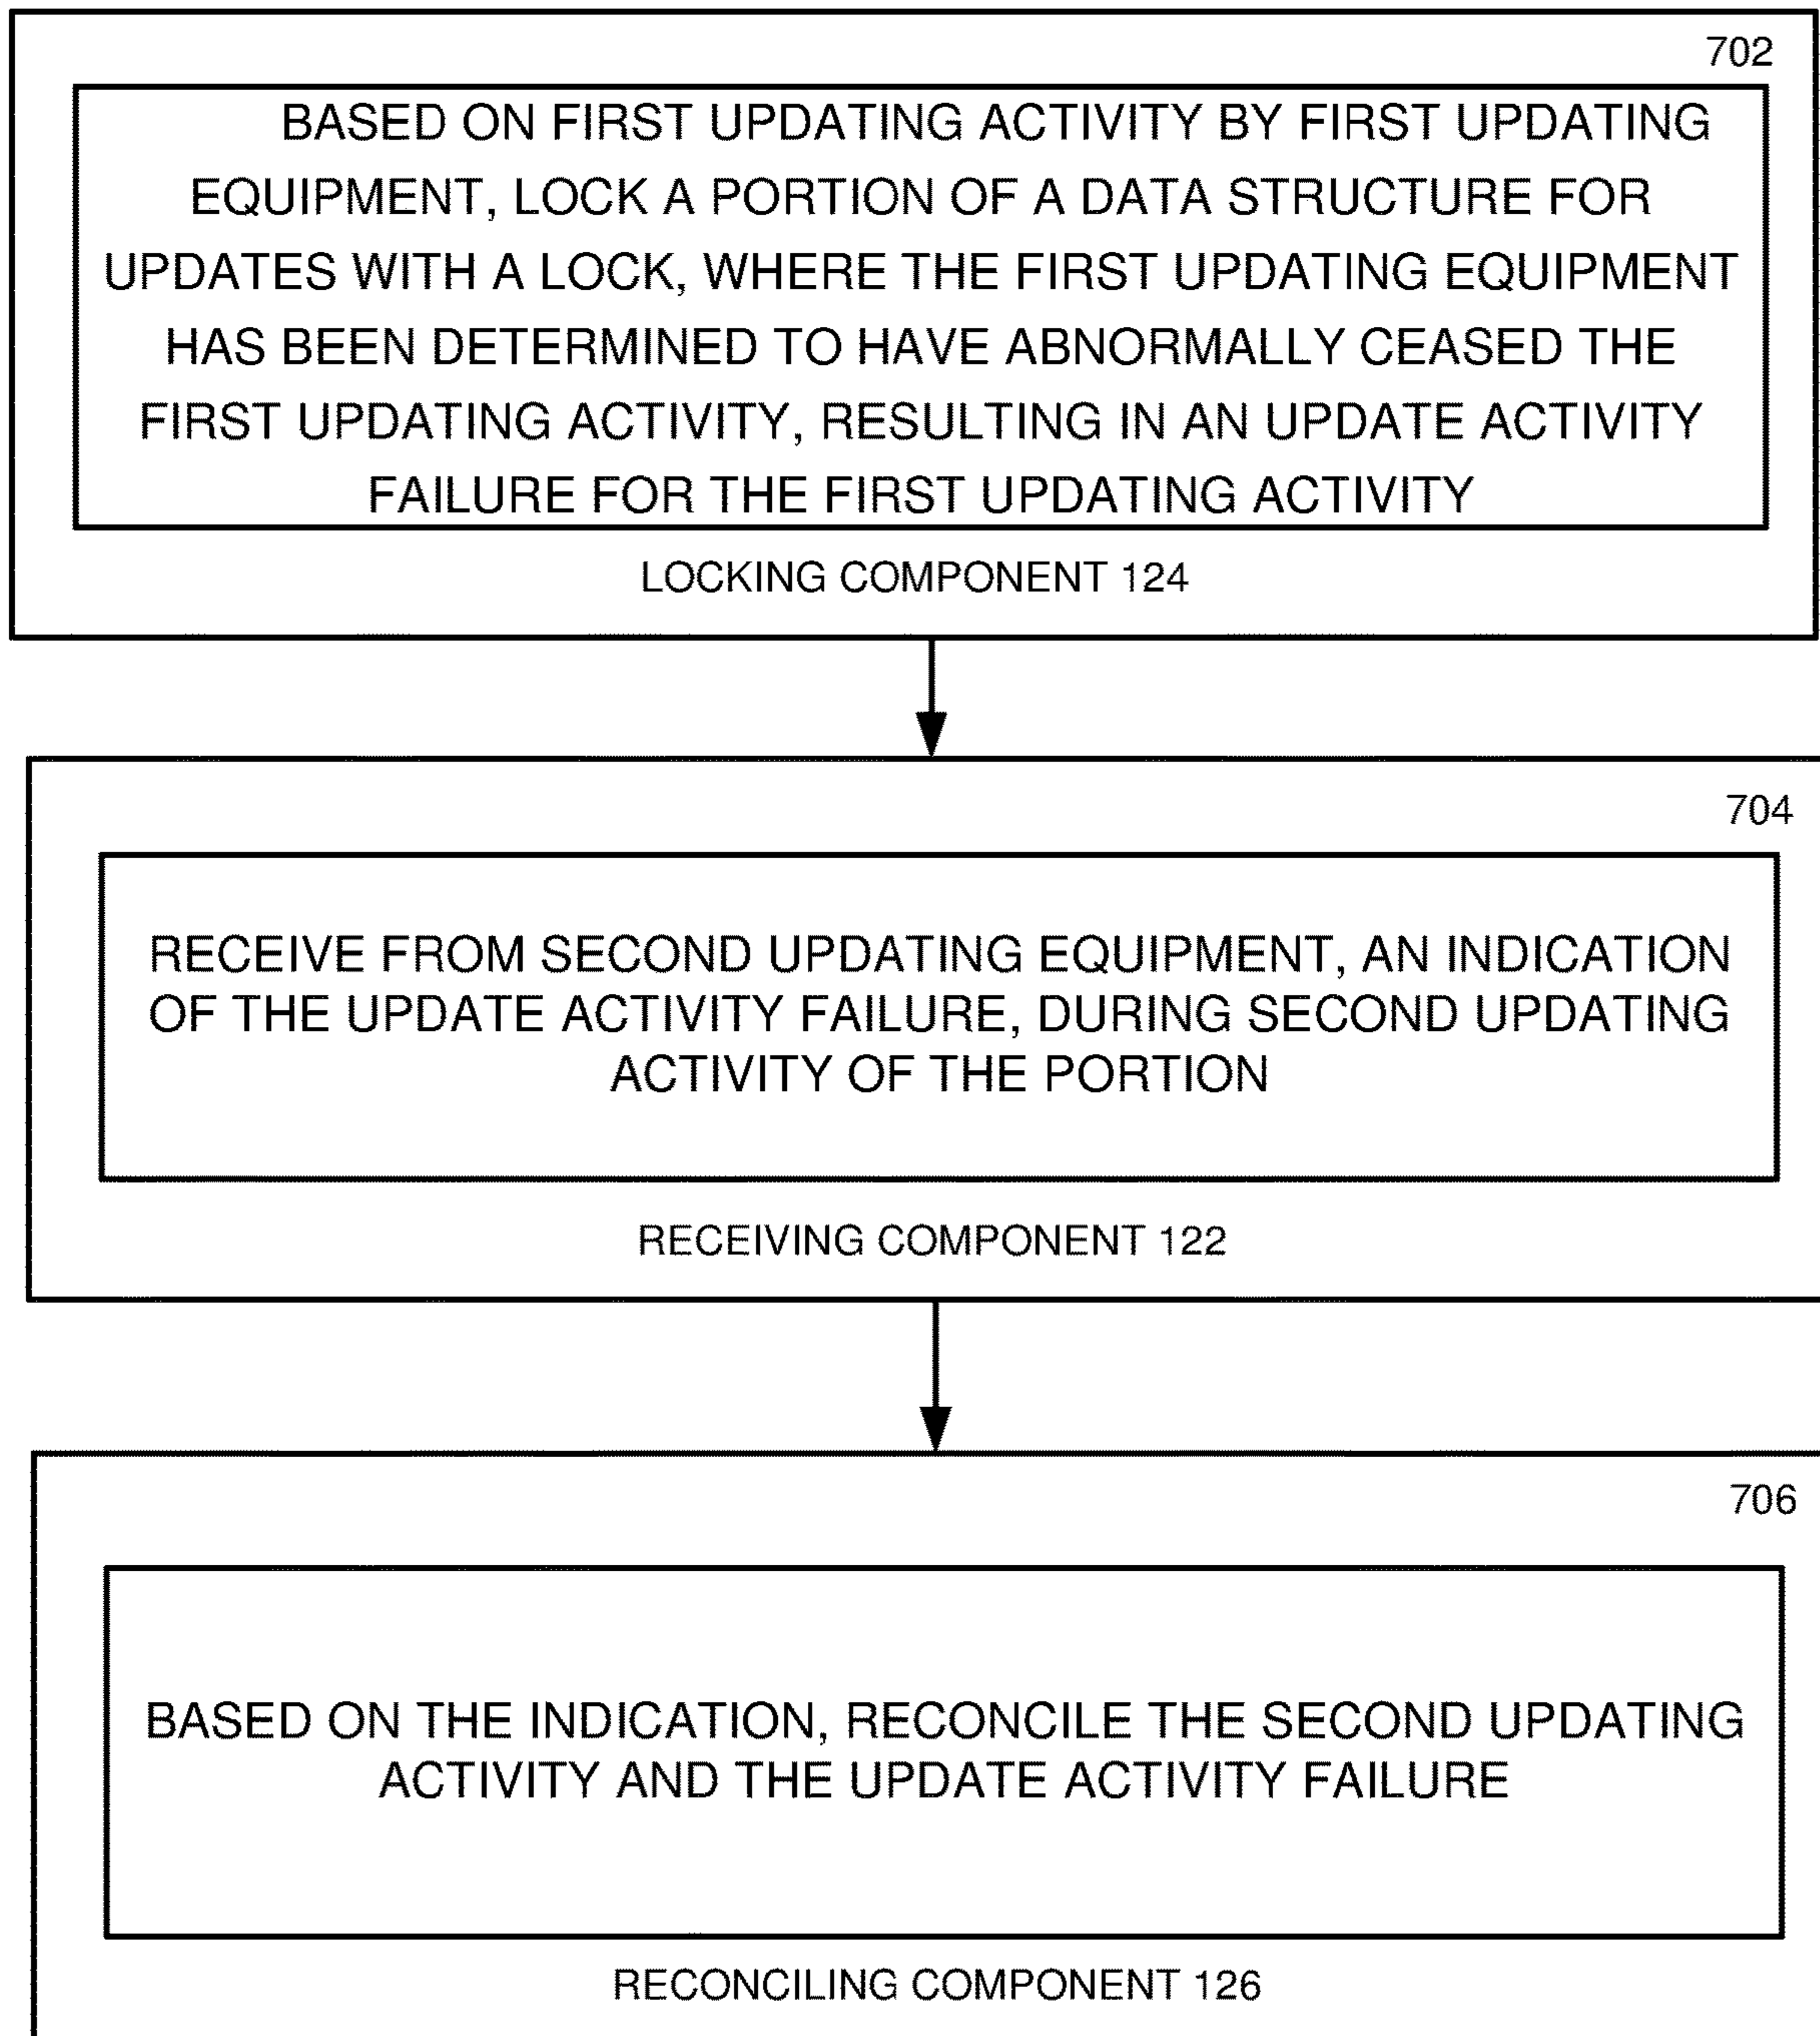 702
BASED ON FIRST UPDATING ACTIVITY BY FIRST UPDATING
EQUIPMENT, LOCK A PORTION OF A DATA STRUCTURE FOR
UPDATES WITH A LOCK, WHERE THE FIRST UPDATING EQUIPMENT
HAS BEEN DETERMINED TO HAVE ABNORMALLY CEASED THE
FIRST UPDATING ACTIVITY, RESULTING IN AN UPDATE ACTIVITY
FAILURE FOR THE FIRST UPDATING ACTIVITY
LOCKING COMPONENT 124
704
RECEIVE FROM SECOND UPDATING EQUIPMENT, AN INDICATION
OF THE UPDATE ACTIVITY FAILURE, DURING SECOND UPDATING
ACTIVITY OF THE PORTION
RECEIVING COMPONENT 122
706
BASED ON THE INDICATION, RECONCILE THE SECOND UPDATING
ACTIVITY AND THE UPDATE ACTIVITY FAILURE
RECONCILING COMPONENT 126